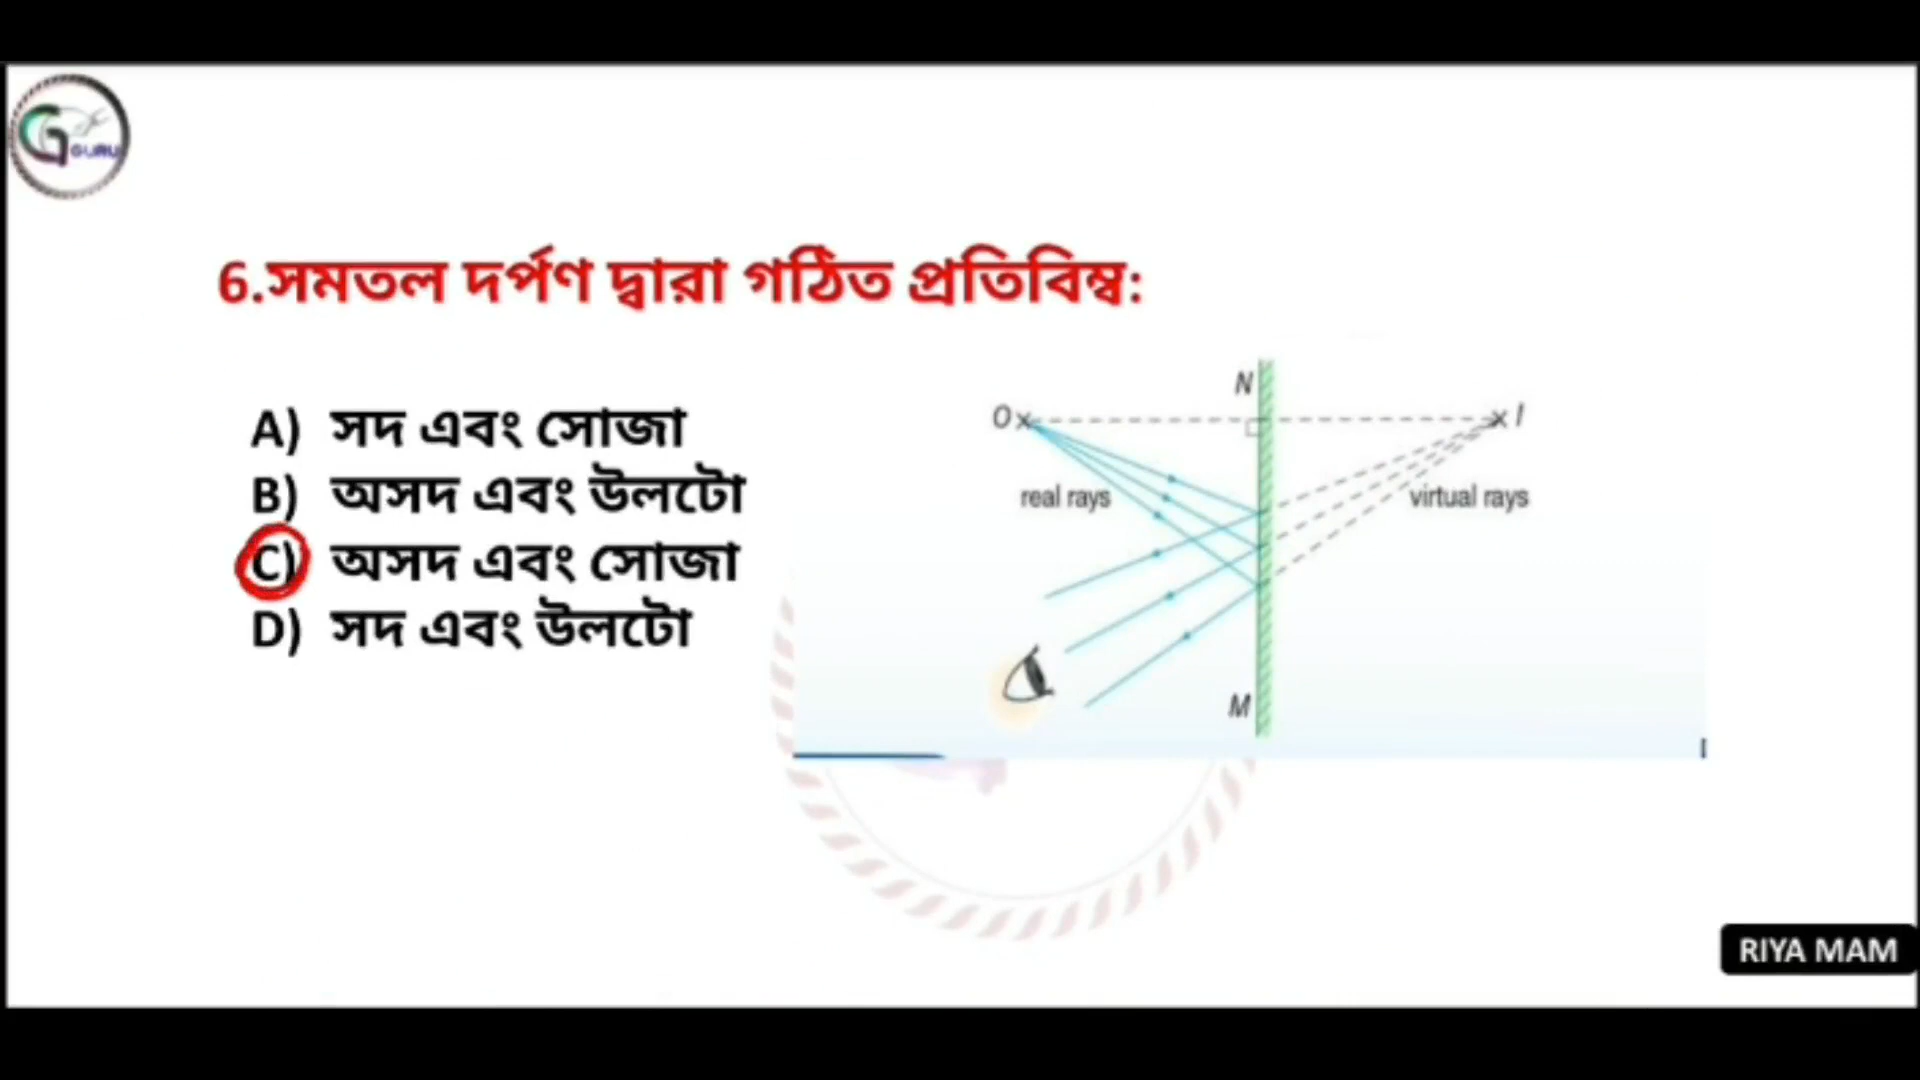 GURU
6.সমতল দর্পণ দ্বারা গঠিত প্রতিবিম্ব:
A) সদ এবং সোজা
B) অসদ এবং উলটো
C) অসদ এবং সোজা
D) সদ এবং উলটো
N
O
I
real rays
virtual rays
M
RIYA MAM